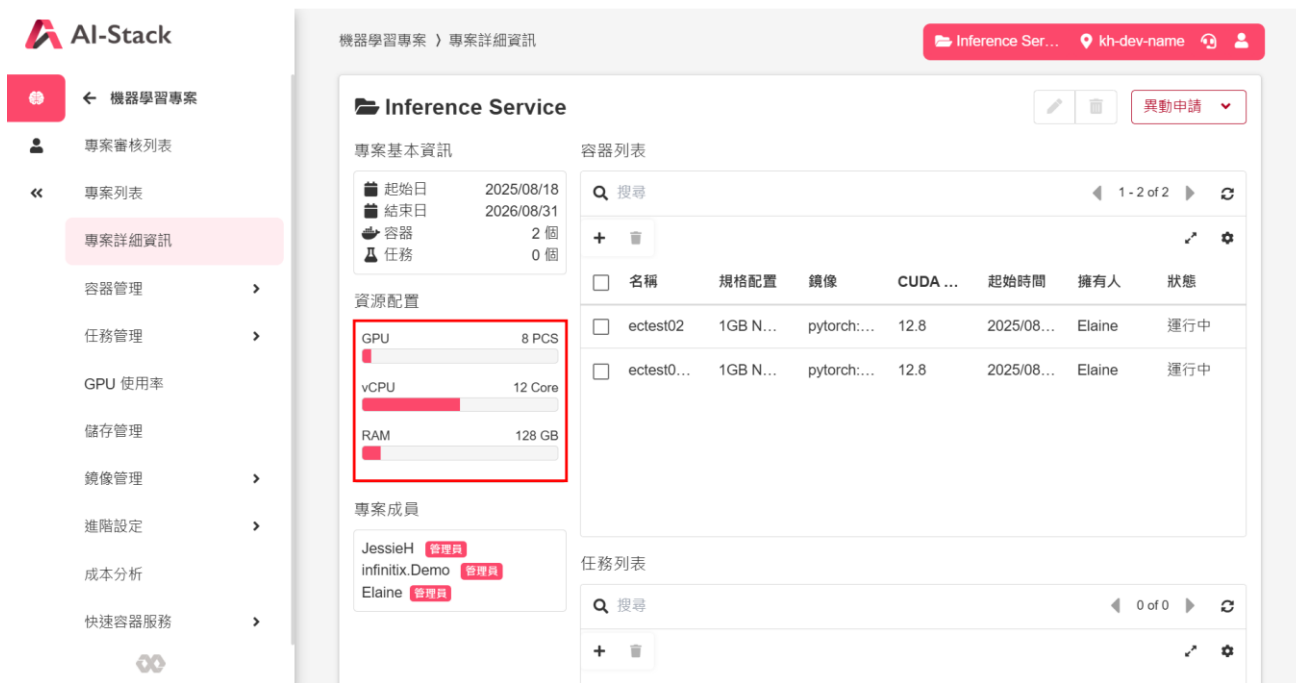 AI-Stack
機器學習專案 〉專案詳細資訊
Inference Ser... kh-dev-name
機器學習專案
專案審核列表
專案列表
專案詳細資訊
容器管理
任務管理
GPU 使用率
儲存管理
鏡像管理
進階設定
成本分析
快速容器服務
Inference Service
異動申請
專案基本資訊
起始日 2025/08/18
結束日 2026/08/31
容器 2 個
任務 0 個
資源配置
GPU 8 PCS
vCPU 12 Core
RAM 128 GB
專案成員
JessieH 管理員
infinitix.Demo 管理員
Elaine 管理員
容器列表
搜尋 1 - 2 of 2
名稱 規格配置 鏡像 CUDA ... 起始時間 擁有人 狀態
ectest02 1GB N... pytorch:... 12.8 2025/08... Elaine 運行中
ectest0... 1GB N... pytorch:... 12.8 2025/08... Elaine 運行中
任務列表
搜尋 0 of 0